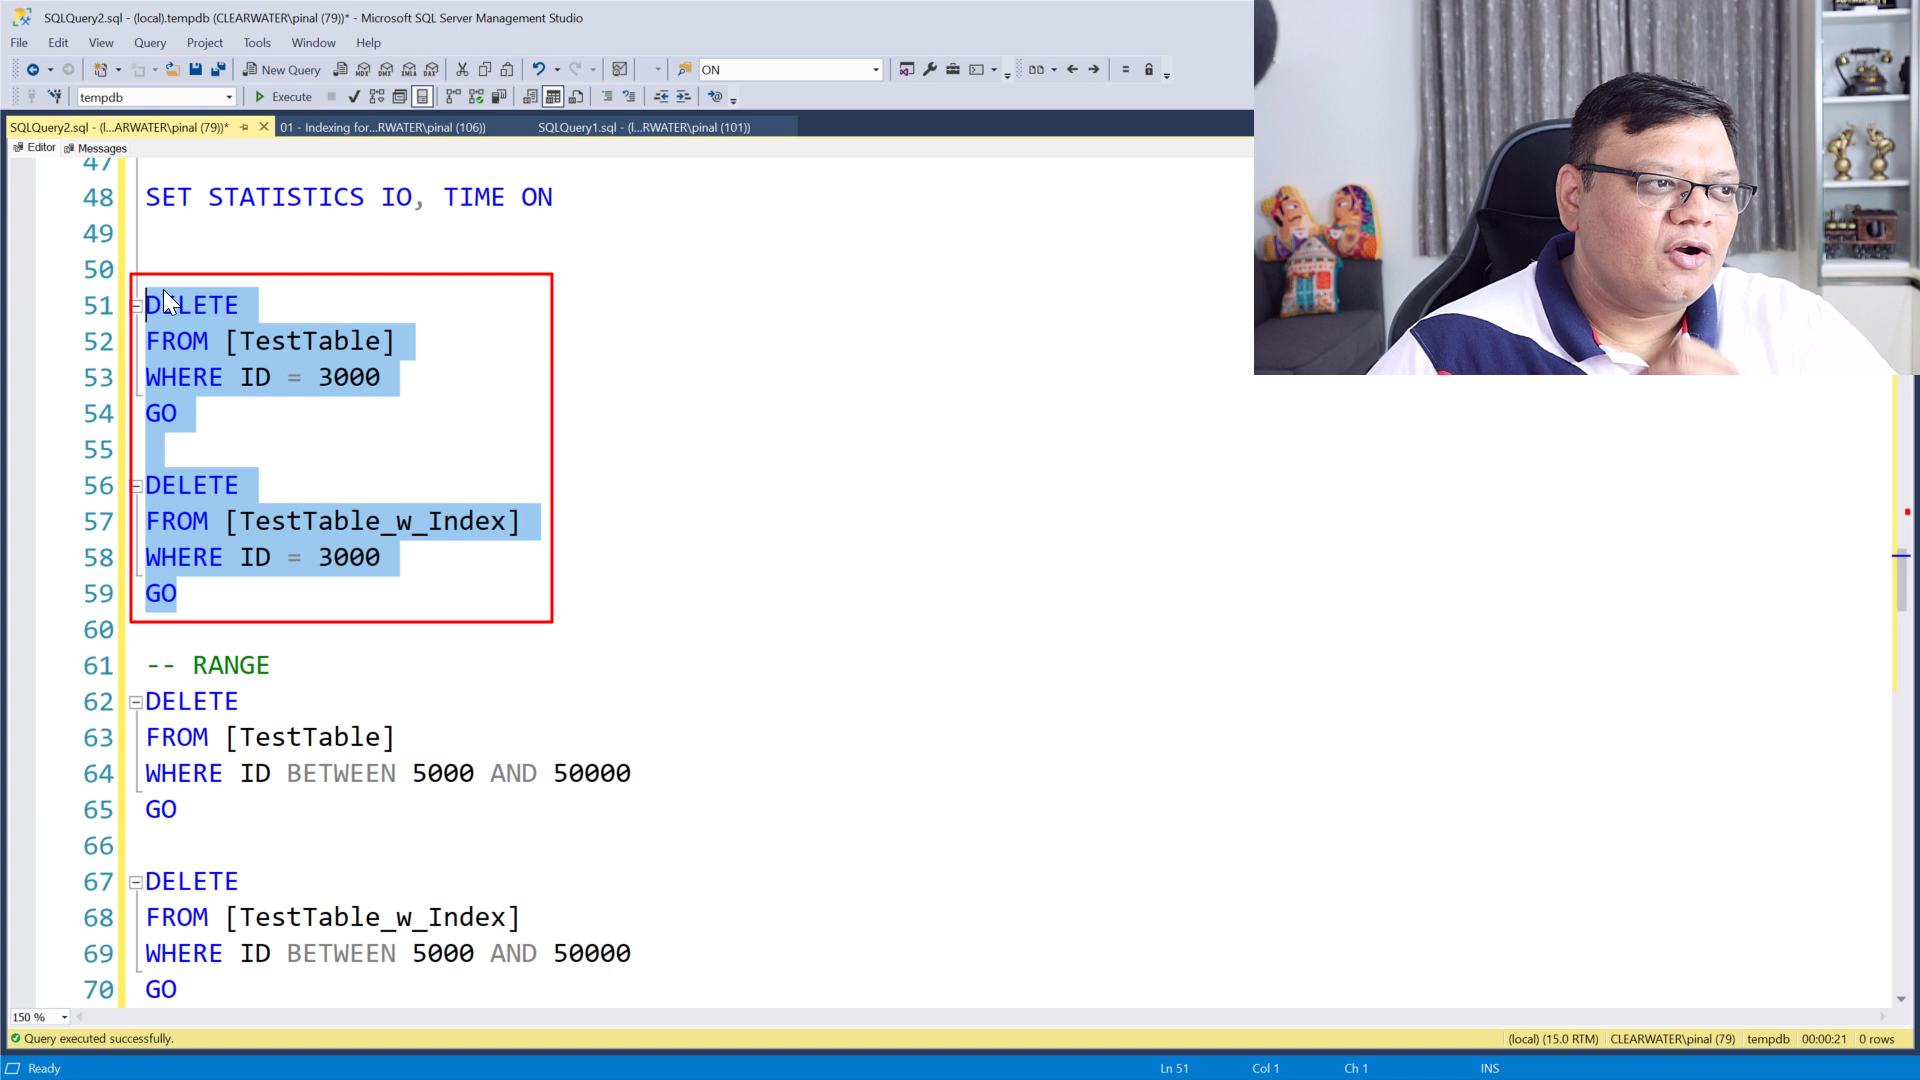 SQLQuery2.sql - (local).tempdb (CLEARWATER\pinal (79))* - Microsoft SQL Server Management Studio
File Edit View Query Project Tools Window Help
New Query MDX DMX XMLA DAX ON
tempdb Execute
SQLQuery2.sql - (l...ARWATER\pinal (79))* 01 - Indexing for...RWATER\pinal (106)) SQLQuery1.sql - (l...RWATER\pinal (101))
Editor Messages
47
48 SET STATISTICS IO, TIME ON
49
50
51 DELETE
52 FROM [TestTable]
53 WHERE ID = 3000
54 GO
55
56 DELETE
57 FROM [TestTable_w_Index]
58 WHERE ID = 3000
59 GO
60
61 -- RANGE
62 DELETE
63 FROM [TestTable]
64 WHERE ID BETWEEN 5000 AND 50000
65 GO
66
67 DELETE
68 FROM [TestTable_w_Index]
69 WHERE ID BETWEEN 5000 AND 50000
70 GO
150 %
Query executed successfully. (local) (15.0 RTM) CLEARWATER\pinal (79) tempdb 00:00:21 0 rows
Ready Ln 51 Col 1 Ch 1 INS